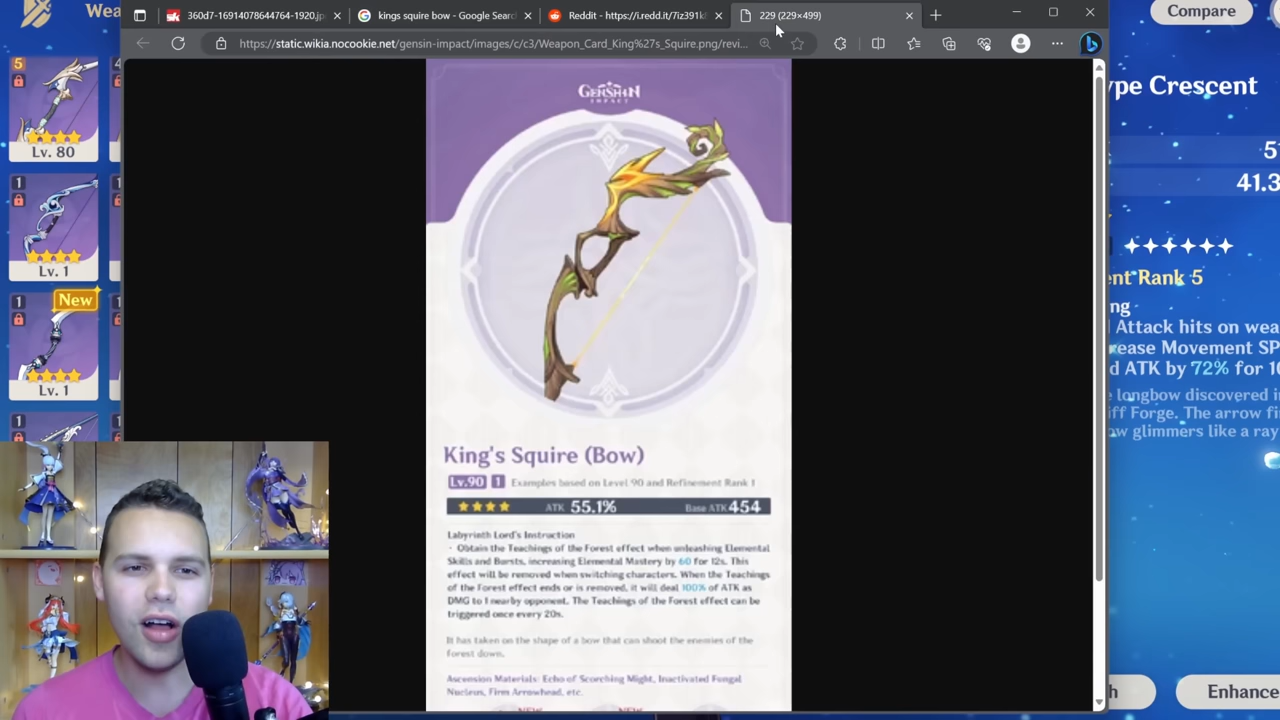 360d7-16914078644764-1920.jp
kings squire bow - Google Searc
Reddit - https://i.redd.it/7iz391k
229 (229×499)
https://static.wikia.nocookie.net/gensin-impact/images/c/c3/Weapon_Card_King%27s_Squire.png/revi...
Wea
Compare
5
Lv. 80
1
Lv. 1
1
New
Lv. 1
1
GENSHIN
IMPACT
King's Squire (Bow)
Lv.90 1 Examples based on Level 90 and Refinement Rank 1
ATK 55.1% Base ATK 454
Labyrinth Lord's Instruction
· Obtain the Teachings of the Forest effect when unleashing Elemental
Skills and Bursts, increasing Elemental Mastery by 60 for 12s. This
effect will be removed when switching characters. When the Teachings
of the Forest effect ends or is removed, it will deal 100% of ATK as
DMG to 1 nearby opponent. The Teachings of the Forest effect can be
triggered once every 20s.
It has taken on the shape of a bow that can shoot the enemies of the
forest down.
Ascension Materials: Echo of Scorching Might, Inactivated Fungal
Nucleus, Firm Arrowhead, etc.
NEW NEW
ype Crescent
5
41.3
ent Rank 5
ng
Attack hits on wea
ease Movement SP
d ATK by 72% for 10
e longbow discovered in
iff Forge. The arrow fi
ow glimmers like a ray
h
Enhance